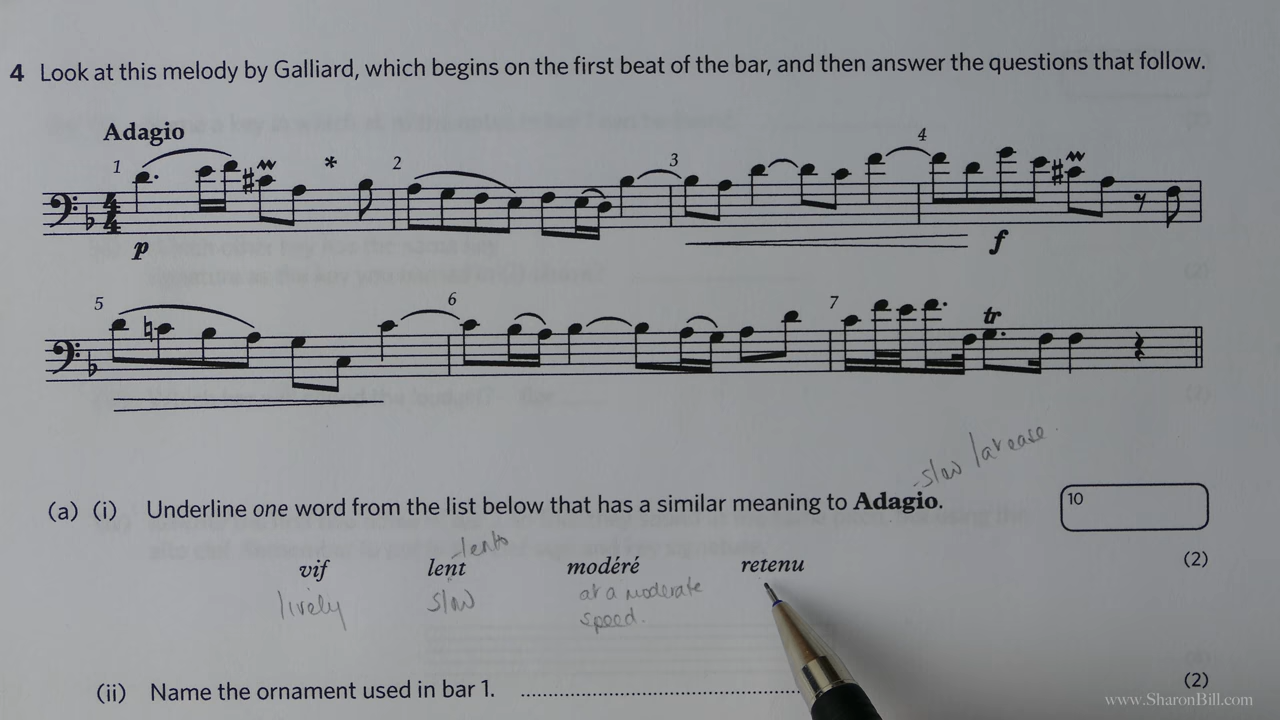 4 Look at this melody by Galliard, which begins on the first beat of the bar, and then answer the questions that follow.
Adagio
1 * 2 3 4
p f
5 6 7
tr
- slow / at ease.
(a) (i) Underline one word from the list below that has a similar meaning to Adagio. 10
- lento
vif lent modéré retenu (2)
lively slow at a moderate
speed.
(ii) Name the ornament used in bar 1. .................................................. (2)
www.SharonBill.com